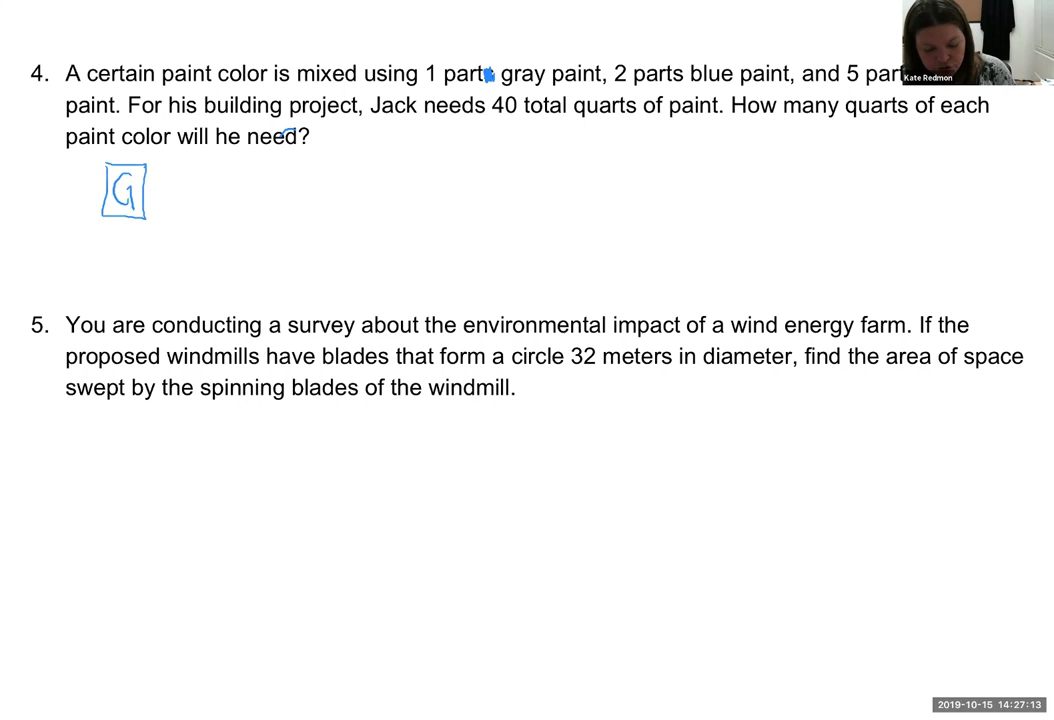 Kate Redmon
4. A certain paint color is mixed using 1 part gray paint, 2 parts blue paint, and 5
paint. For his building project, Jack needs 40 total quarts of paint. How many quarts of each
paint color will he need?
G
5. You are conducting a survey about the environmental impact of a wind energy farm. If the
proposed windmills have blades that form a circle 32 meters in diameter, find the area of space
swept by the spinning blades of the windmill.
2019-10-15 14:27:13